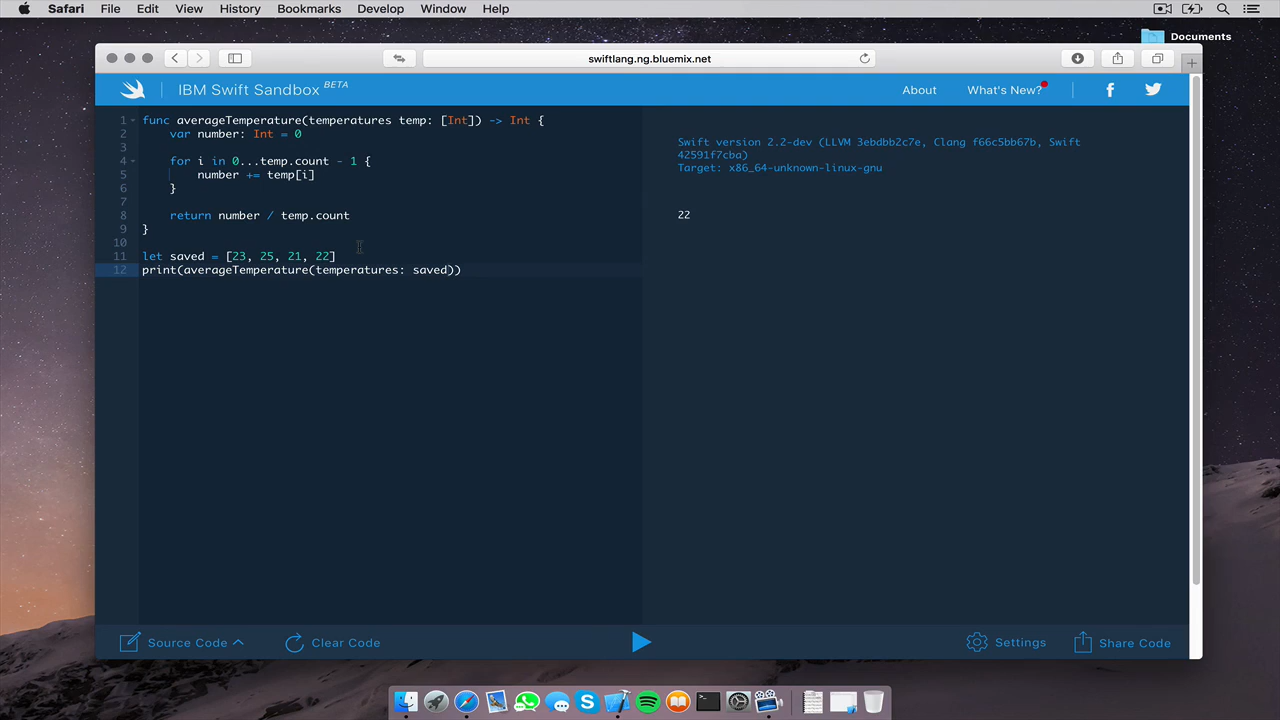 Safari File Edit View History Bookmarks Develop Window Help
Documents
swiftlang.ng.bluemix.net
IBM Swift Sandbox BETA
About What's New?
1 func averageTemperature(temperatures temp: [Int]) -> Int {
2 var number: Int = 0
3
4 for i in 0...temp.count - 1 {
5 number += temp[i]
6 }
7
8 return number / temp.count
9 }
10
11 let saved = [23, 25, 21, 22]
12 print(averageTemperature(temperatures: saved))
Swift version 2.2-dev (LLVM 3ebdbb2c7e, Clang f66c5bb67b, Swift
42591f7cba)
Target: x86_64-unknown-linux-gnu
22
Source Code Clear Code Settings Share Code